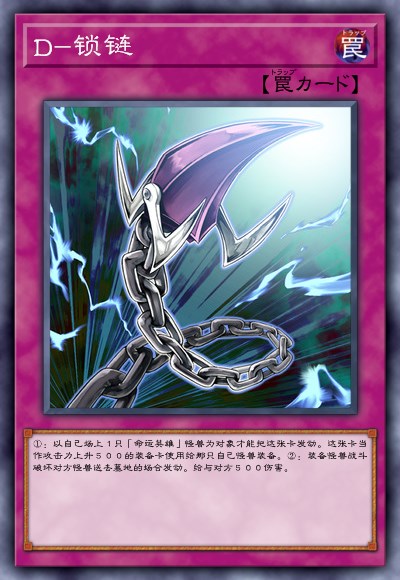 D-锁链
トラップ
罠
トラップ
【罠カード】
①：以自己场上１只「命运英雄」怪兽为对象才能把这张卡发动。这张卡当
作攻击力上升５００的装备卡使用给那只自己怪兽装备。②：装备怪兽战斗
破坏对方怪兽送去墓地的场合发动。给与对方５００伤害。